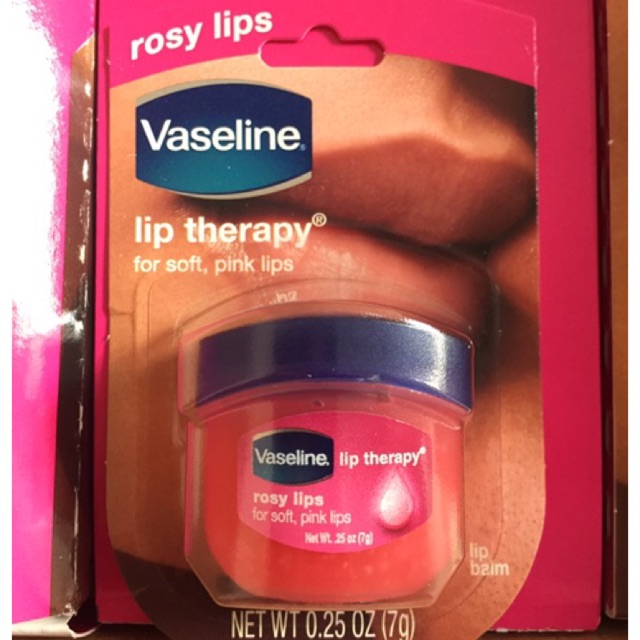 rosy lips
Vaseline®
lip therapy®
for soft, pink lips
Vaseline. lip therapy®
rosy lips
for soft, pink lips
Net Wt. .25 oz (7g)
lip
balm
NET WT 0.25 OZ (7g)